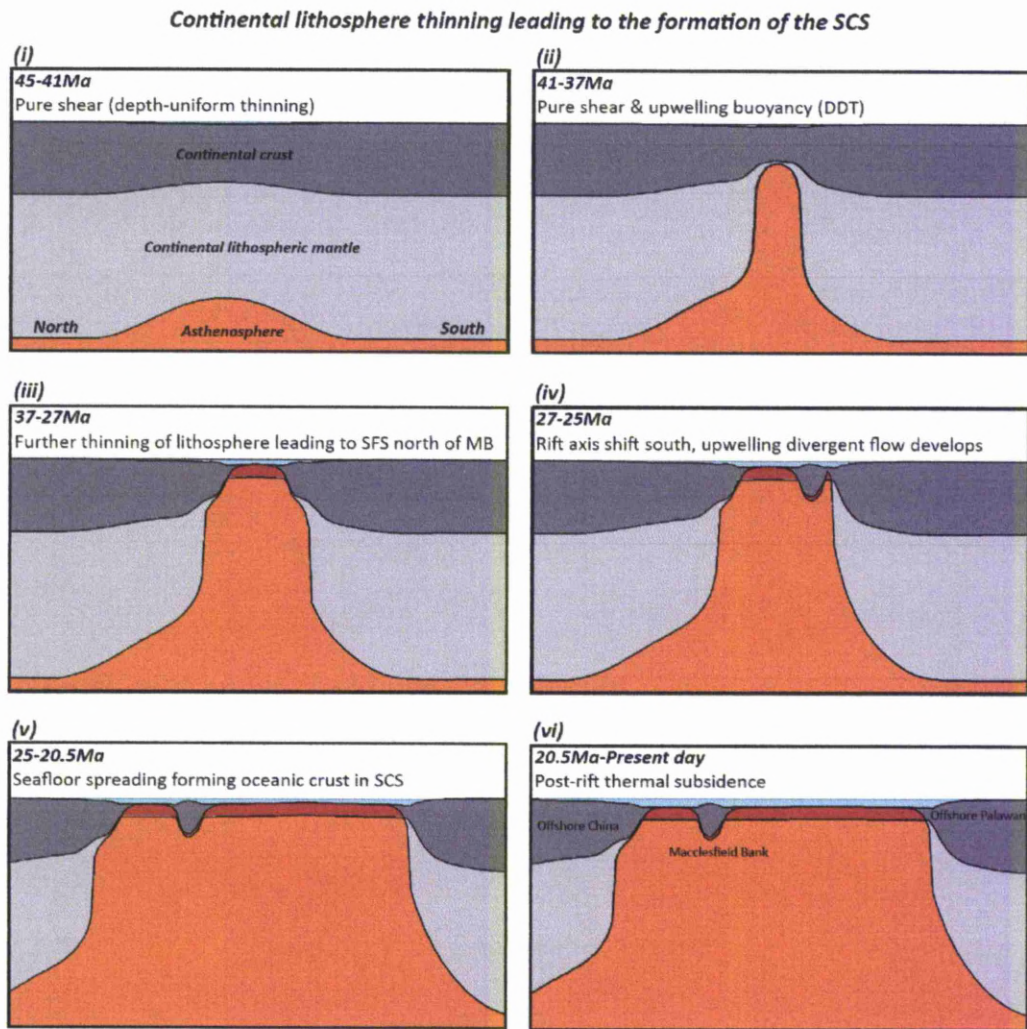 Continental lithosphere thinning leading to the formation of the SCS
(i)
45-41Ma
Pure shear (depth-uniform thinning)
Continental crust
Continental lithospheric mantle
North
Asthenosphere
South
(ii)
41-37Ma
Pure shear & upwelling buoyancy (DDT)
(iii)
37-27Ma
Further thinning of lithosphere leading to SFS north of MB
(iv)
27-25Ma
Rift axis shift south, upwelling divergent flow develops
(v)
25-20.5Ma
Seafloor spreading forming oceanic crust in SCS
(vi)
20.5Ma-Present day
Post-rift thermal subsidence
Offshore China
Offshore Palawan
Macclesfield Bank